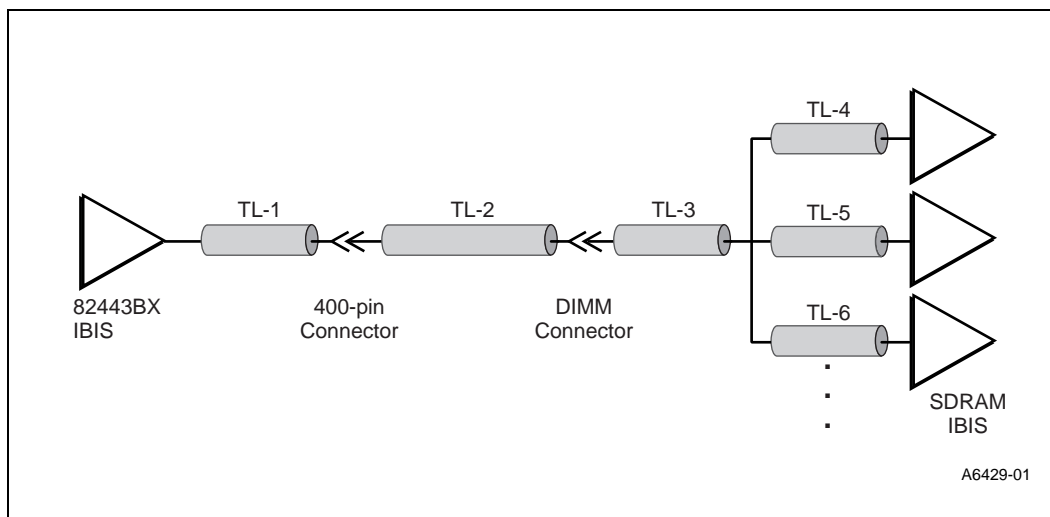 TL-4
TL-1
TL-2
TL-3
TL-5
82443BX
IBIS
400-pin
Connector
DIMM
Connector
TL-6
SDRAM
IBIS
A6429-01